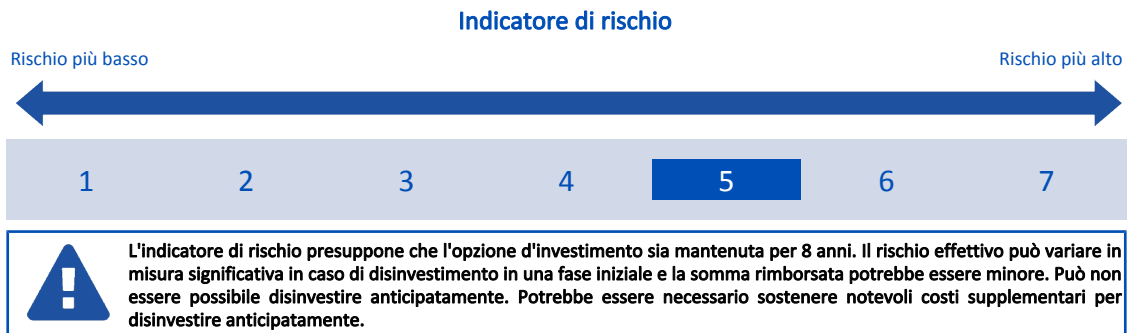 Indicatore di rischio
Rischio più basso
Rischio più alto
1 2 3 4 5 6 7
L'indicatore di rischio presuppone che l'opzione d'investimento sia mantenuta per 8 anni. Il rischio effettivo può variare in
misura significativa in caso di disinvestimento in una fase iniziale e la somma rimborsata potrebbe essere minore. Può non
essere possibile disinvestire anticipatamente. Potrebbe essere necessario sostenere notevoli costi supplementari per
disinvestire anticipatamente.